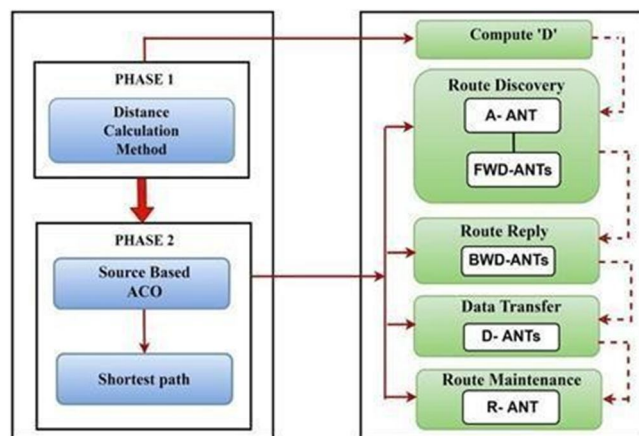 PHASE 1
Distance
Calculation
Method
PHASE 2
Source Based
ACO
Shortest path
Compute 'D'
Route Discovery
A- ANT
FWD-ANTs
Route Reply
BWD-ANTs
Data Transfer
D- ANTs
Route Maintenance
R- ANT